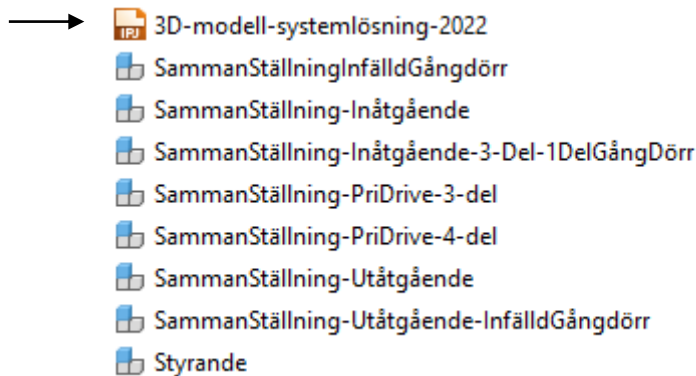 IPJ 3D-modell-systemlösning-2022
SammanStällningInfälldGångdörr
SammanStällning-Inåtgående
SammanStällning-Inåtgående-3-Del-1DelGångDörr
SammanStällning-PriDrive-3-del
SammanStällning-PriDrive-4-del
SammanStällning-Utåtgående
SammanStällning-Utåtgående-InfälldGångdörr
Styrande